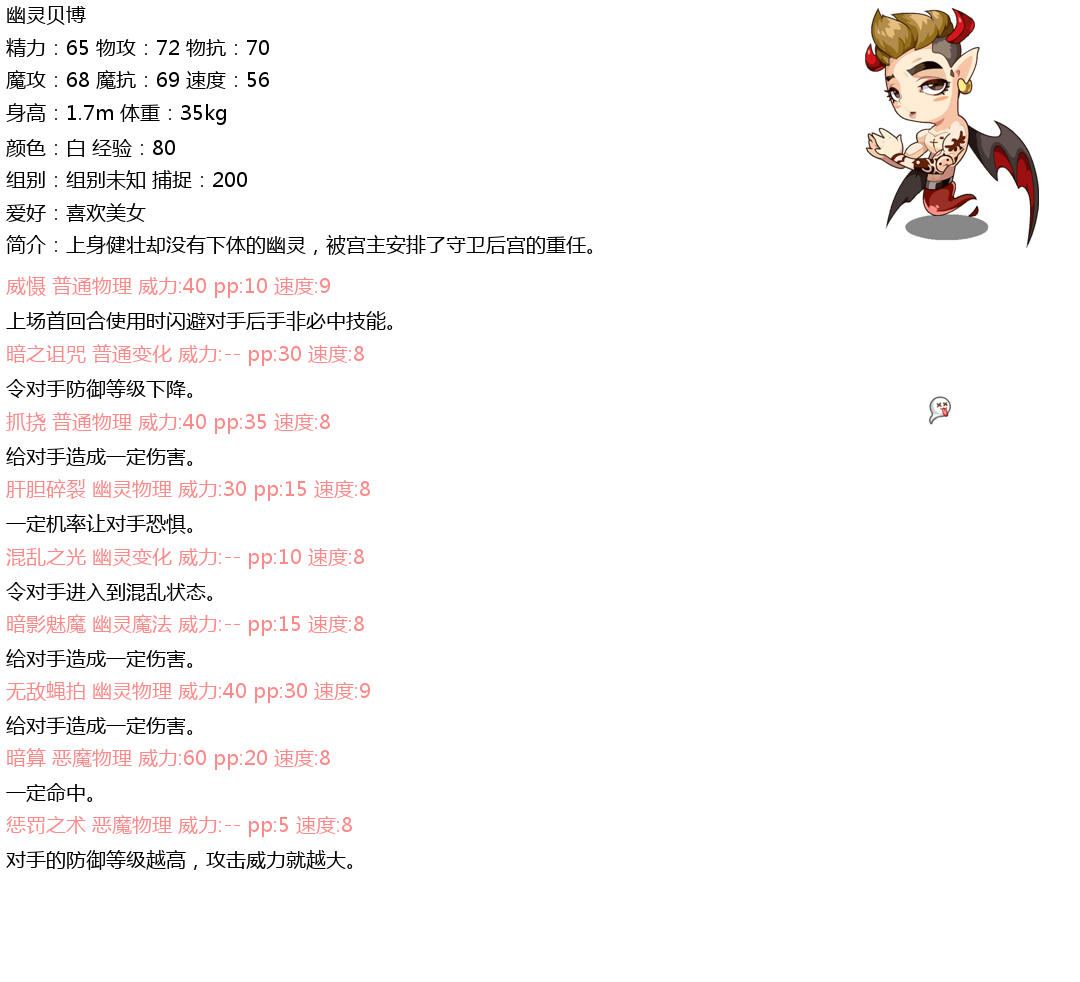 幽灵贝博
精力：65 物攻：72 物抗：70
魔攻：68 魔抗：69 速度：56
身高：1.7m 体重：35kg
颜色：白 经验：80
组别：组别未知 捕捉：200
爱好：喜欢美女
简介：上身健壮却没有下体的幽灵，被宫主安排了守卫后宫的重任。
威慑 普通物理 威力:40 pp:10 速度:9
上场首回合使用时闪避对手后手非必中技能。
暗之诅咒 普通变化 威力:-- pp:30 速度:8
令对手防御等级下降。
抓挠 普通物理 威力:40 pp:35 速度:8
给对手造成一定伤害。
肝胆碎裂 幽灵物理 威力:30 pp:15 速度:8
一定机率让对手恐惧。
混乱之光 幽灵变化 威力:-- pp:10 速度:8
令对手进入到混乱状态。
暗影魅魔 幽灵魔法 威力:-- pp:15 速度:8
给对手造成一定伤害。
无敌蝇拍 幽灵物理 威力:40 pp:30 速度:9
给对手造成一定伤害。
暗算 恶魔物理 威力:60 pp:20 速度:8
一定命中。
惩罚之术 恶魔物理 威力:-- pp:5 速度:8
对手的防御等级越高，攻击威力就越大。